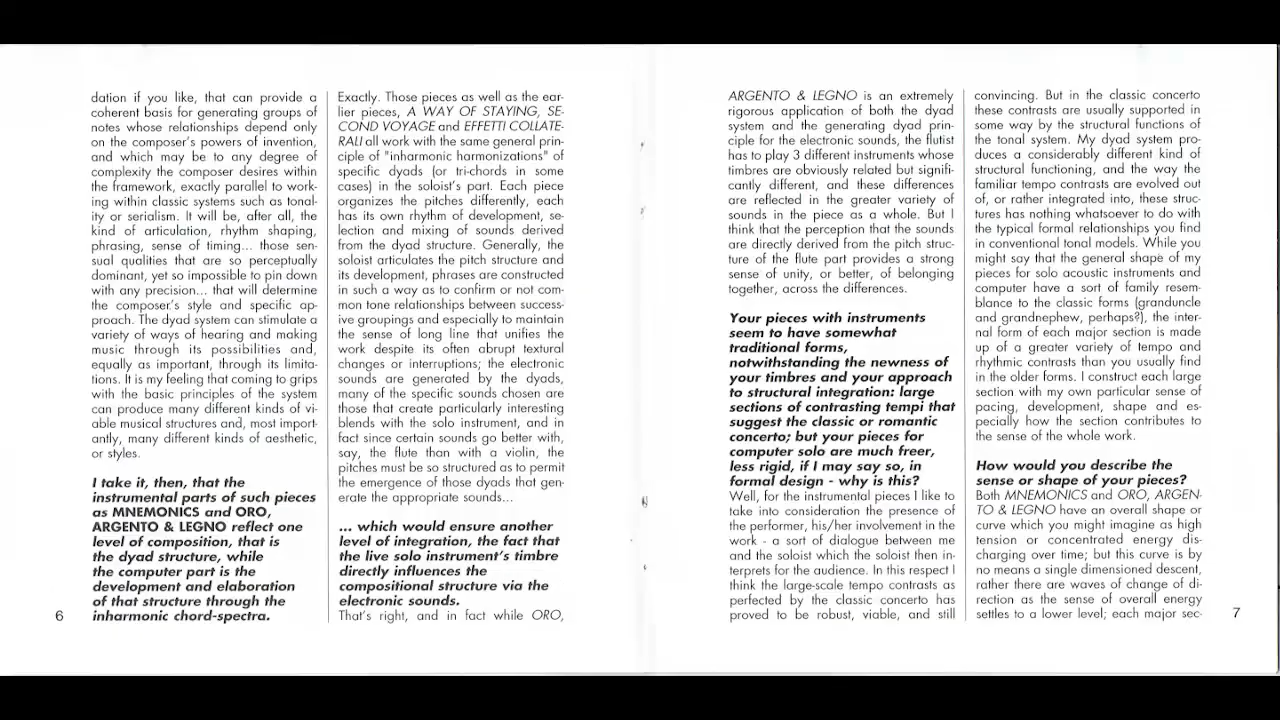 dation if you like, that can provide a
coherent basis for generating groups of
notes whose relationships depend only
on the composer's powers of invention,
and which may be to any degree of
complexity the composer desires within
the framework, exactly parallel to work-
ing within classic systems such as tonal-
ity or serialism. It will be, after all, the
kind of articulation, rhythm shaping,
phrasing, sense of timing... those sen-
sual qualities that are so perceptually
dominant, yet so impossible to pin down
with any precision... that will determine
the composer's style and specific ap-
proach. The dyad system can stimulate a
variety of ways of hearing and making
music through its possibilities and,
equally as important, through its limita-
tions. It is my feeling that coming to grips
with the basic principles of the system
can produce many different kinds of vi-
able musical structures and, most import-
antly, many different kinds of aesthetic,
or styles.
I take it, then, that the
instrumental parts of such pieces
as MNEMONICS and ORO,
ARGENTO & LEGNO reflect one
level of composition, that is
the dyad structure, while
the computer part is the
development and elaboration
of that structure through the
inharmonic chord-spectra.
6
Exactly. Those pieces as well as the ear-
lier pieces, A WAY OF STAYING, SE-
COND VOYAGE and EFFETTI COLLATE-
RALI all work with the same general prin-
ciple of "inharmonic harmonizations" of
specific dyads (or tri-chords in some
cases) in the soloist's part. Each piece
organizes the pitches differently, each
has its own rhythm of development, se-
lection and mixing of sounds derived
from the dyad structure. Generally, the
soloist articulates the pitch structure and
its development, phrases are constructed
in such a way as to confirm or not com-
mon tone relationships between success-
ive groupings and especially to maintain
the sense of long line that unifies the
work despite its often abrupt textural
changes or interruptions; the electronic
sounds are generated by the dyads,
many of the specific sounds chosen are
those that create particularly interesting
blends with the solo instrument, and in
fact since certain sounds go better with,
say, the flute than with a violin, the
pitches must be so structured as to permit
the emergence of those dyads that gen-
erate the appropriate sounds...
... which would ensure another
level of integration, the fact that
the live solo instrument's timbre
directly influences the
compositional structure via the
electronic sounds.
That's right, and in fact while ORO,
ARGENTO & LEGNO is an extremely
rigorous application of both the dyad
system and the generating dyad prin-
ciple for the electronic sounds, the flutist
has to play 3 different instruments whose
timbres are obviously related but signifi-
cantly different, and these differences
are reflected in the greater variety of
sounds in the piece as a whole. But I
think that the perception that the sounds
are directly derived from the pitch struc-
ture of the flute part provides a strong
sense of unity, or better, of belonging
together, across the differences.
Your pieces with instruments
seem to have somewhat
traditional forms,
notwithstanding the newness of
your timbres and your approach
to structural integration: large
sections of contrasting tempi that
suggest the classic or romantic
concerto; but your pieces for
computer solo are much freer,
less rigid, if I may say so, in
formal design - why is this?
Well, for the instrumental pieces I like to
take into consideration the presence of
the performer, his/her involvement in the
work - a sort of dialogue between me
and the soloist which the soloist then in-
terprets for the audience. In this respect I
think the large-scale tempo contrasts as
perfected by the classic concerto has
proved to be robust, viable, and still
convincing. But in the classic concerto
these contrasts are usually supported in
some way by the structural functions of
the tonal system. My dyad system pro-
duces a considerably different kind of
structural functioning, and the way the
familiar tempo contrasts are evolved out
of, or rather integrated into, these struc-
tures has nothing whatsoever to do with
the typical formal relationships you find
in conventional tonal models. While you
might say that the general shape of my
pieces for solo acoustic instruments and
computer have a sort of family resem-
blance to the classic forms (granduncle
and grandnephew, perhaps?), the inter-
nal form of each major section is made
up of a greater variety of tempo and
rhythmic contrasts than you usually find
in the older forms. I construct each large
section with my own particular sense of
pacing, development, shape and es-
pecially how the section contributes to
the sense of the whole work.
How would you describe the
sense or shape of your pieces?
Both MNEMONICS and ORO, ARGEN-
TO & LEGNO have an overall shape or
curve which you might imagine as high
tension or concentrated energy dis-
charging over time; but this curve is by
no means a single dimensioned descent,
rather there are waves of change of di-
rection as the sense of overall energy
settles to a lower level; each major sec-
7